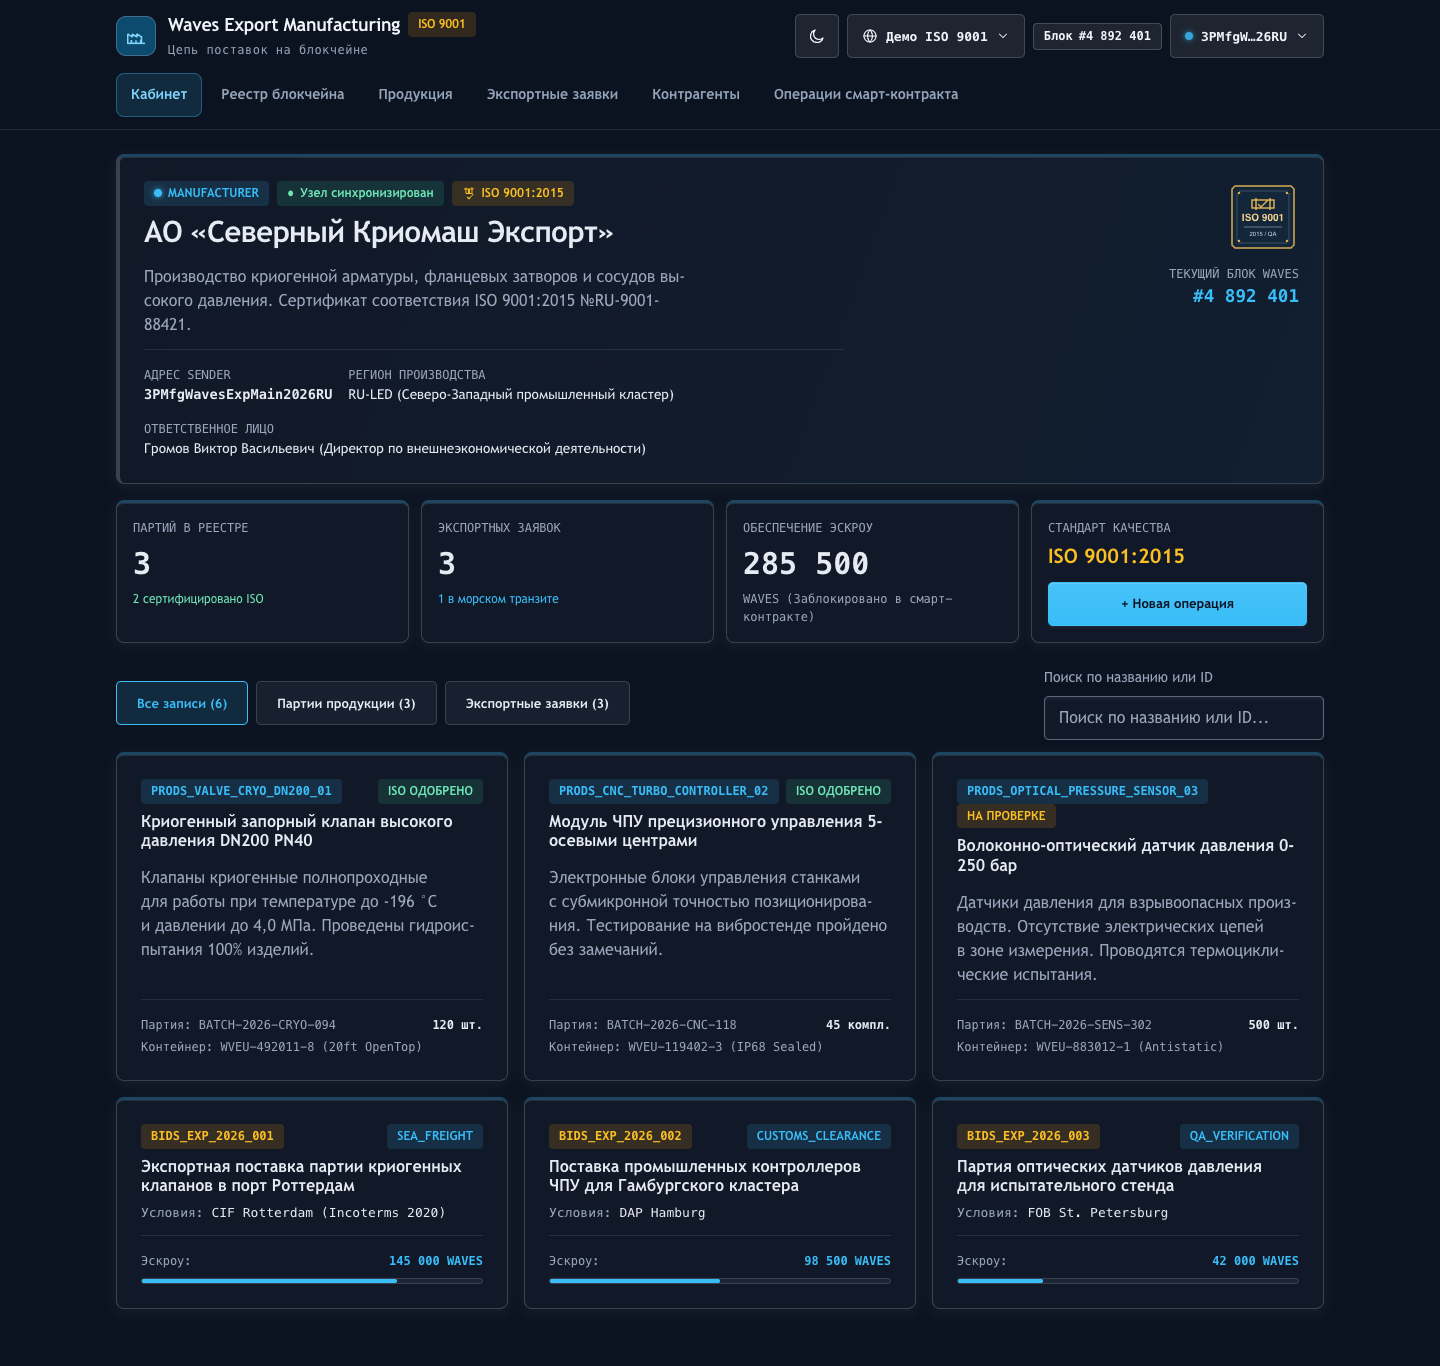 Waves Export Manufacturing ISO 9001
Цепь поставок на блокчейне
Демо ISO 9001
Блок #4 892 401
3PMfgW…26RU
Кабинет Реестр блокчейна Продукция Экспортные заявки Контрагенты Операции смарт-контракта
MANUFACTURER
Узел синхронизирован
ISO 9001:2015
АО «Северный Криомаш Экспорт»
Производство криогенной арматуры, фланцевых затворов и сосудов вы-
сокого давления. Сертификат соответствия ISO 9001:2015 №RU-9001-
88421.
ISO 9001
2015 / QA
ТЕКУЩИЙ БЛОК WAVES
#4 892 401
АДРЕС SENDER
3PMfgWavesExpMain2026RU
РЕГИОН ПРОИЗВОДСТВА
RU-LED (Северо-Западный промышленный кластер)
ОТВЕТСТВЕННОЕ ЛИЦО
Громов Виктор Васильевич (Директор по внешнеэкономической деятельности)
ПАРТИЙ В РЕЕСТРЕ
3
2 сертифицировано ISO
ЭКСПОРТНЫХ ЗАЯВОК
3
1 в морском транзите
ОБЕСПЕЧЕНИЕ ЭСКРОУ
285 500
WAVES (Заблокировано в смарт-
контракте)
СТАНДАРТ КАЧЕСТВА
ISO 9001:2015
+ Новая операция
Все записи (6)
Партии продукции (3)
Экспортные заявки (3)
Поиск по названию или ID
Поиск по названию или ID...
PRODS_VALVE_CRYO_DN200_01
ISO ОДОБРЕНО
Криогенный запорный клапан высокого
давления DN200 PN40
Клапаны криогенные полнопроходные
для работы при температуре до -196 °C
и давлении до 4,0 МПа. Проведены гидроис-
пытания 100% изделий.
Партия: BATCH-2026-CRYO-094
120 шт.
Контейнер: WVEU-492011-8 (20ft OpenTop)
PRODS_CNC_TURBO_CONTROLLER_02
ISO ОДОБРЕНО
Модуль ЧПУ прецизионного управления 5-
осевыми центрами
Электронные блоки управления станками
с субмикронной точностью позиционирова-
ния. Тестирование на вибростенде пройдено
без замечаний.
Партия: BATCH-2026-CNC-118
45 компл.
Контейнер: WVEU-119402-3 (IP68 Sealed)
PRODS_OPTICAL_PRESSURE_SENSOR_03
НА ПРОВЕРКЕ
Волоконно-оптический датчик давления 0-
250 бар
Датчики давления для взрывоопасных произ-
водств. Отсутствие электрических цепей
в зоне измерения. Проводятся термоцикли-
ческие испытания.
Партия: BATCH-2026-SENS-302
500 шт.
Контейнер: WVEU-883012-1 (Antistatic)
BIDS_EXP_2026_001
SEA_FREIGHT
Экспортная поставка партии криогенных
клапанов в порт Роттердам
Условия: CIF Rotterdam (Incoterms 2020)
Эскроу:
145 000 WAVES
BIDS_EXP_2026_002
CUSTOMS_CLEARANCE
Поставка промышленных контроллеров
ЧПУ для Гамбургского кластера
Условия: DAP Hamburg
Эскроу:
98 500 WAVES
BIDS_EXP_2026_003
QA_VERIFICATION
Партия оптических датчиков давления
для испытательного стенда
Условия: FOB St. Petersburg
Эскроу:
42 000 WAVES